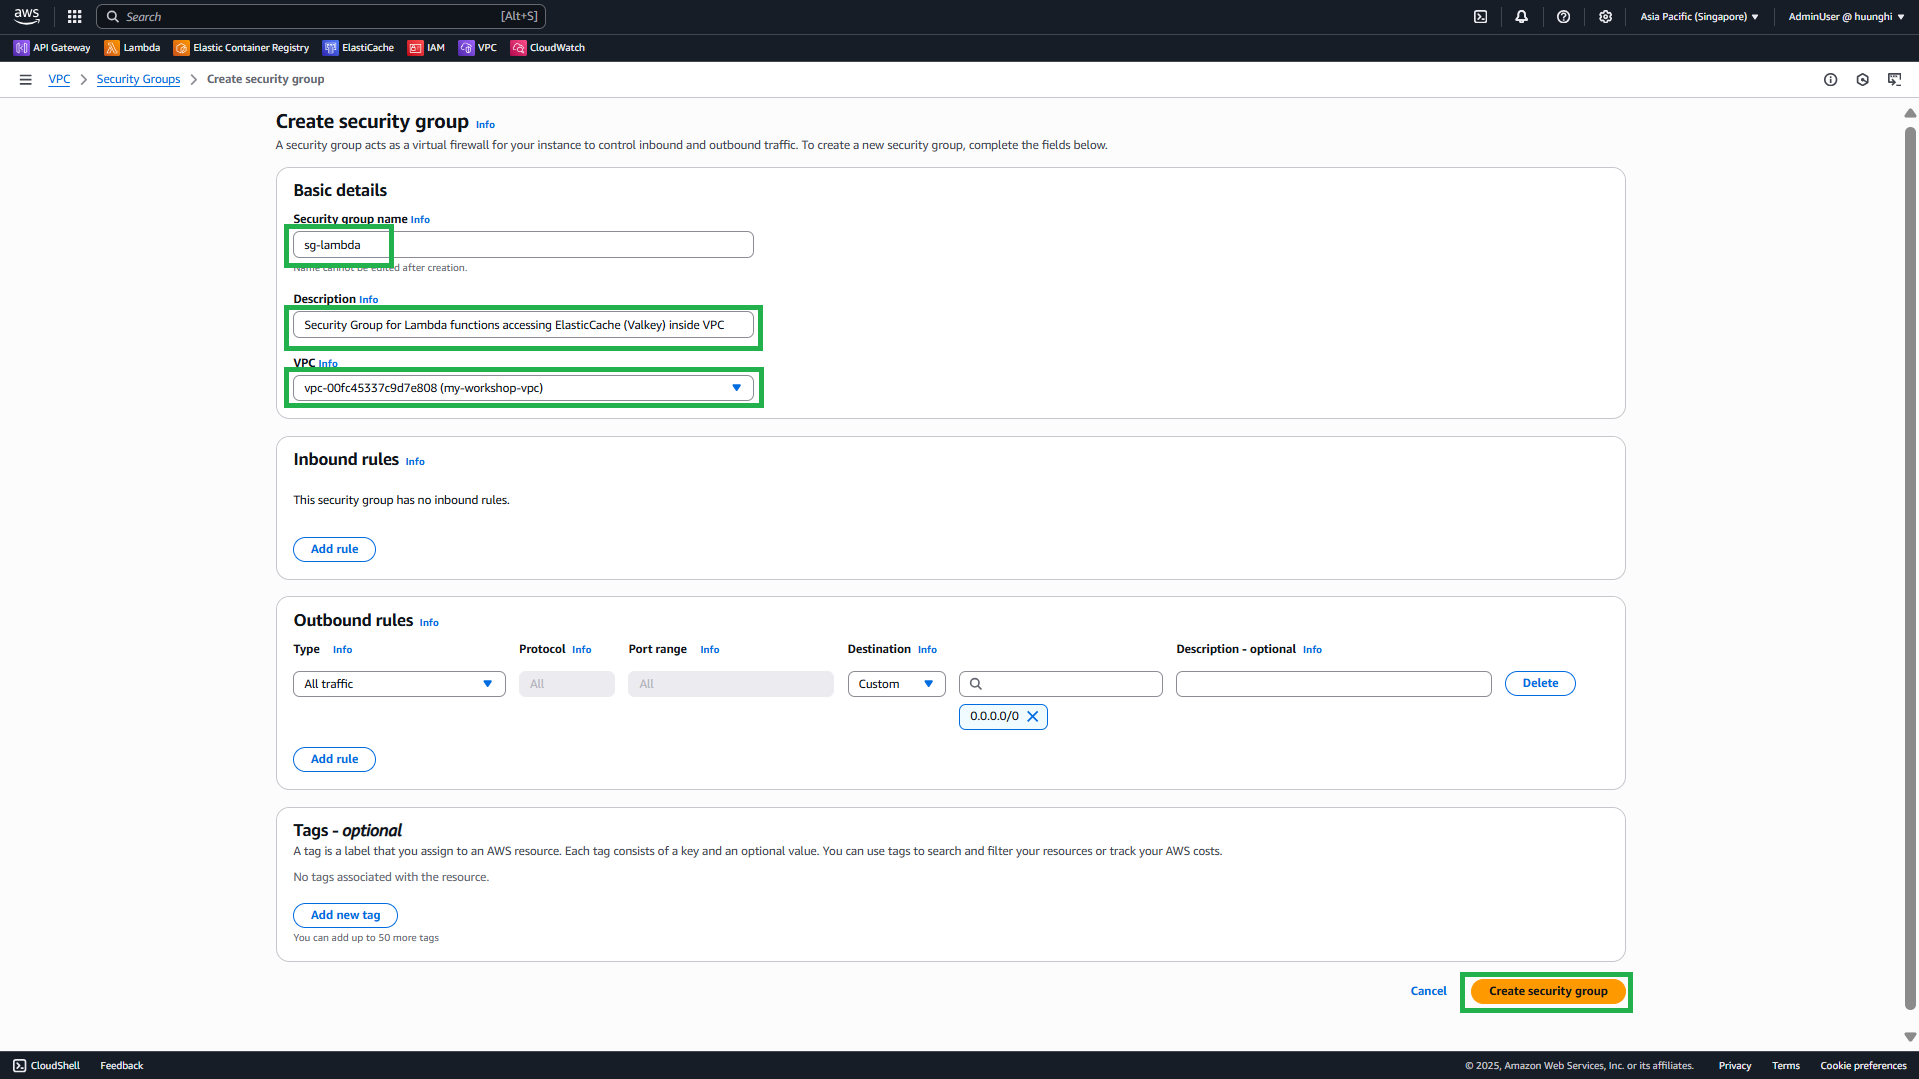 aws Search [Alt+S] Asia Pacific (Singapore) AdminUser @ huunghi
API Gateway Lambda Elastic Container Registry ElastiCache IAM VPC CloudWatch
VPC Security Groups Create security group
Create security group Info
A security group acts as a virtual firewall for your instance to control inbound and outbound traffic. To create a new security group, complete the fields below.
Basic details
Security group name Info
sg-lambda
Name cannot be edited after creation.
Description Info
Security Group for Lambda functions accessing ElasticCache (Valkey) inside VPC
VPC Info
vpc-00fc45337c9d7e808 (my-workshop-vpc)
Inbound rules Info
This security group has no inbound rules.
Add rule
Outbound rules Info
Type Info Protocol Info Port range Info Destination Info Description - optional Info
All traffic All All Custom Delete
0.0.0.0/0
Add rule
Tags - optional
A tag is a label that you assign to an AWS resource. Each tag consists of a key and an optional value. You can use tags to search and filter your resources or track your AWS costs.
No tags associated with the resource.
Add new tag
You can add up to 50 more tags
Cancel Create security group
CloudShell Feedback © 2025, Amazon Web Services, Inc. or its affiliates. Privacy Terms Cookie preferences